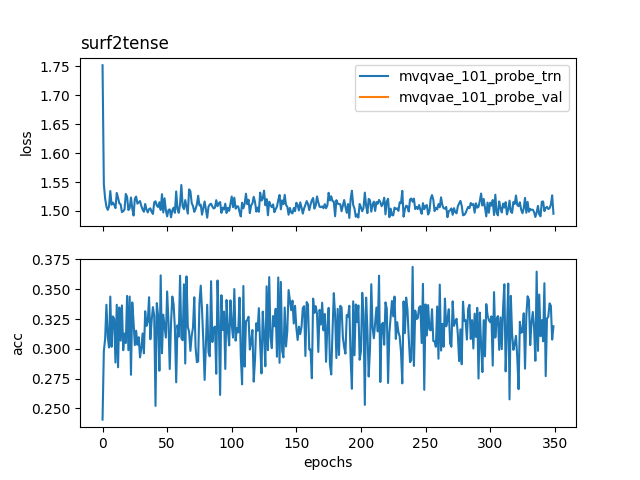 surf2tense
1.75
1.70
1.65
1.60
1.55
1.50
loss
mvqvae_101_probe_trn
mvqvae_101_probe_val
0.375
0.350
0.325
0.300
0.275
0.250
acc
0 50 100 150 200 250 300 350
epochs